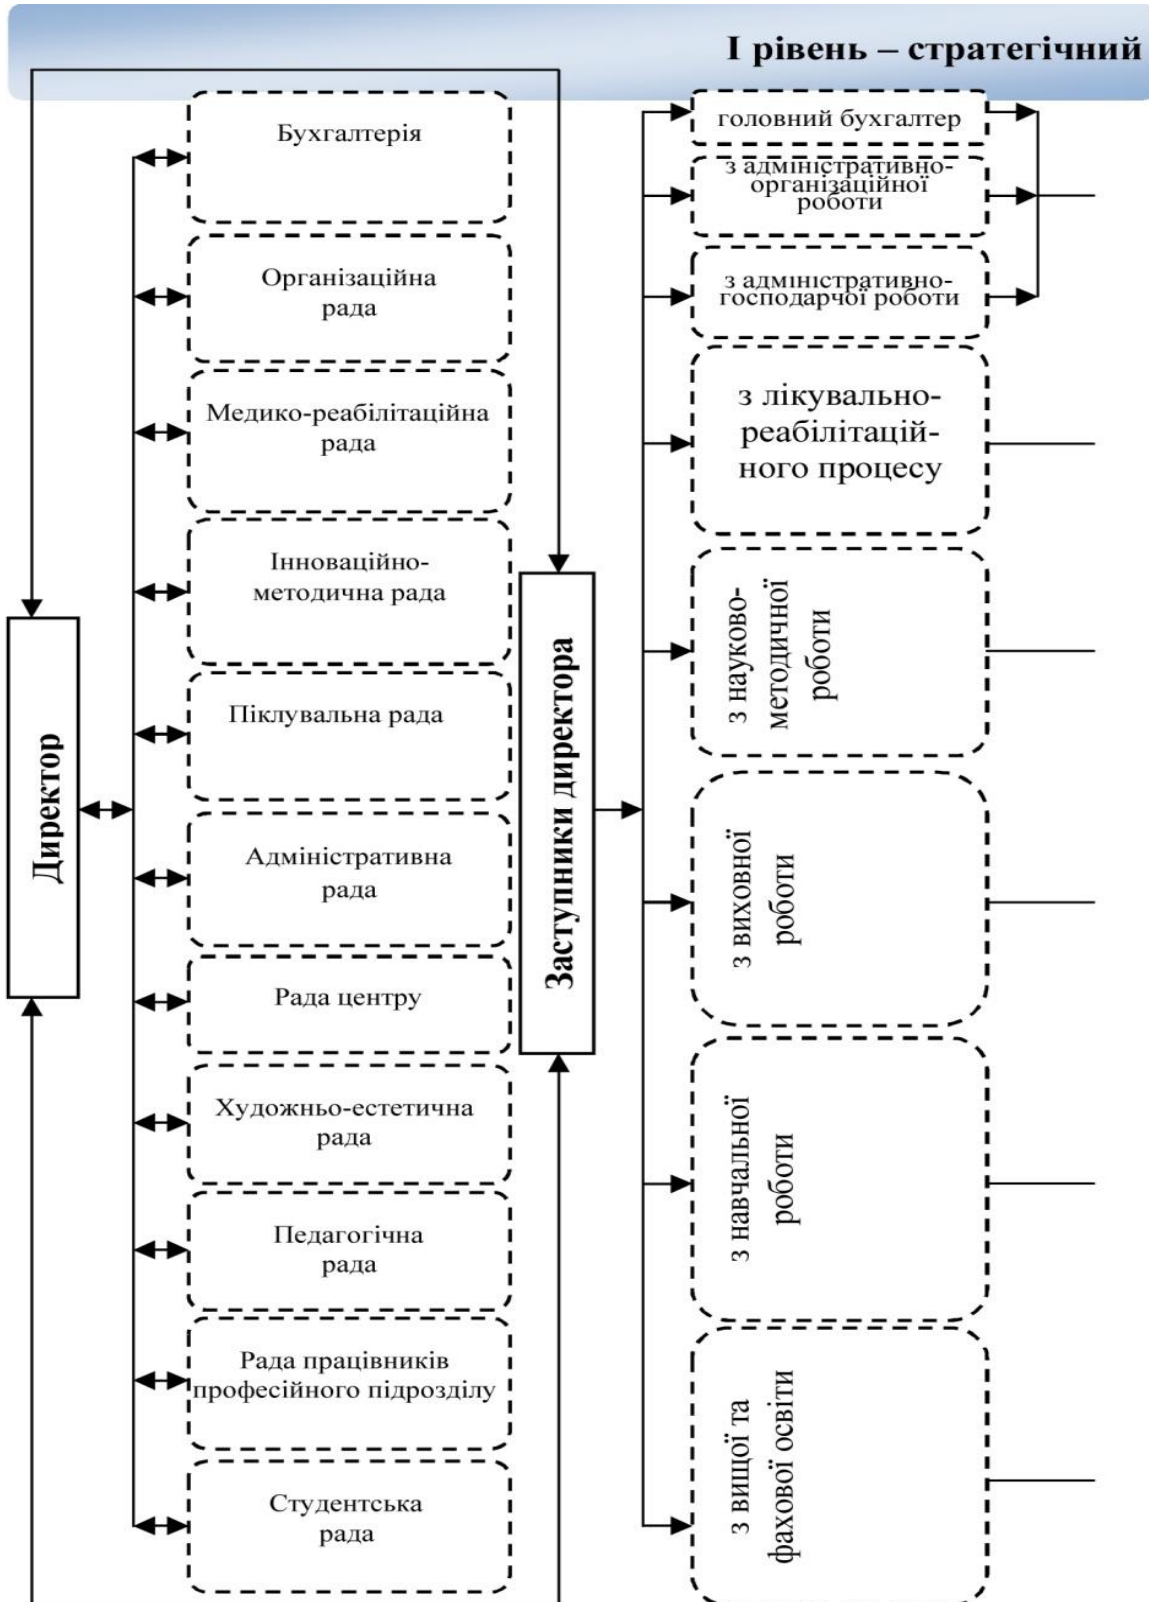 І рівень – стратегічний
Директор
Бухгалтерія
Організаційна
рада
Медико-реабілітаційна
рада
Інноваційно-
методична рада
Піклувальна рада
Адміністративна
рада
Рада центру
Художньо-естетична
рада
Педагогічна
рада
Рада працівників
професійного підрозділу
Студентська
рада
Заступники директора
головний бухгалтер
з адміністративно-
організаційної
роботи
з адміністративно-
господарчої роботи
з лікувально-
реабілітацій-
ного процесу
з науково-
методичної
роботи
з виховної
роботи
з навчальної
роботи
з вищої та
фахової освіти